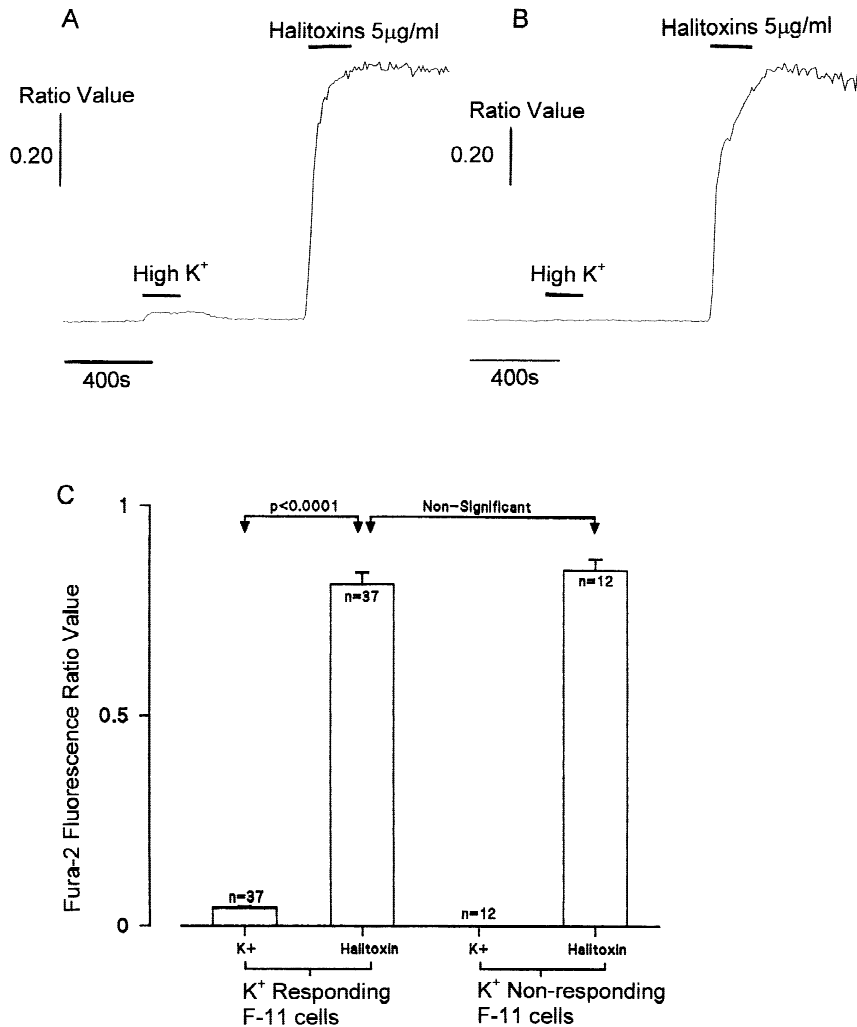 A
Halitoxins 5µg/ml
Ratio Value
0.20
High K+
400s
B
Halitoxins 5µg/ml
Ratio Value
0.20
High K+
400s
C
Fura-2 Fluorescence Ratio Value
1
0.5
0
p<0.0001
Non-Significant
n=37
n=37
n=12
n=12
K+
Halitoxin
K+
Halitoxin
K+ Responding
F-11 cells
K+ Non-responding
F-11 cells